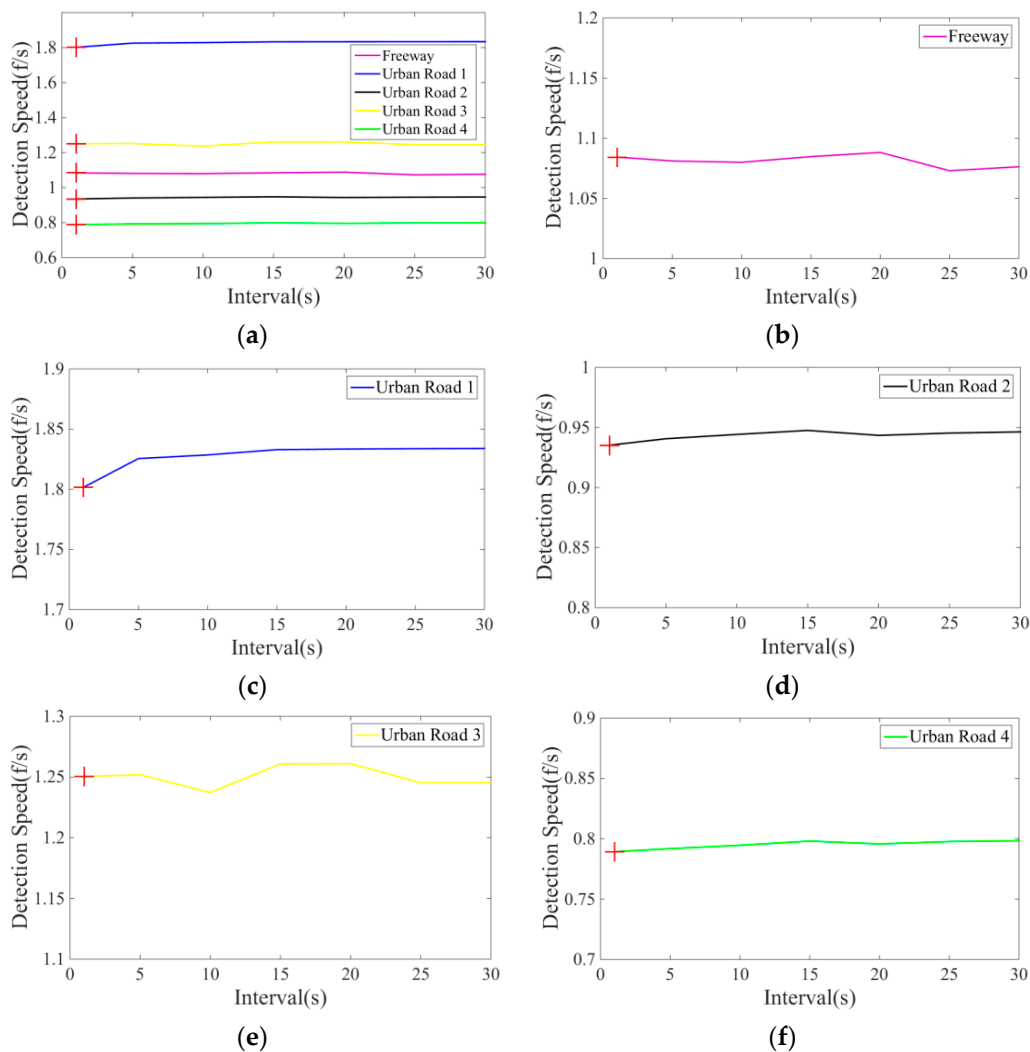 Detection Speed(f/s)
1.8
1.6
1.4
1.2
1
0.8
0.6
0 5 10 15 20 25 30
Interval(s)
Freeway
Urban Road 1
Urban Road 2
Urban Road 3
Urban Road 4
(a)
Detection Speed(f/s)
1.2
1.15
1.1
1.05
1
0 5 10 15 20 25 30
Interval(s)
Freeway
(b)
Detection Speed(f/s)
1.9
1.85
1.8
1.75
1.7
0 5 10 15 20 25 30
Interval(s)
Urban Road 1
(c)
Detection Speed(f/s)
1
0.95
0.9
0.85
0.8
0 5 10 15 20 25 30
Interval(s)
Urban Road 2
(d)
Detection Speed(f/s)
1.3
1.25
1.2
1.15
1.1
0 5 10 15 20 25 30
Interval(s)
Urban Road 3
(e)
Detection Speed(f/s)
0.9
0.85
0.8
0.75
0.7
0 5 10 15 20 25 30
Interval(s)
Urban Road 4
(f)